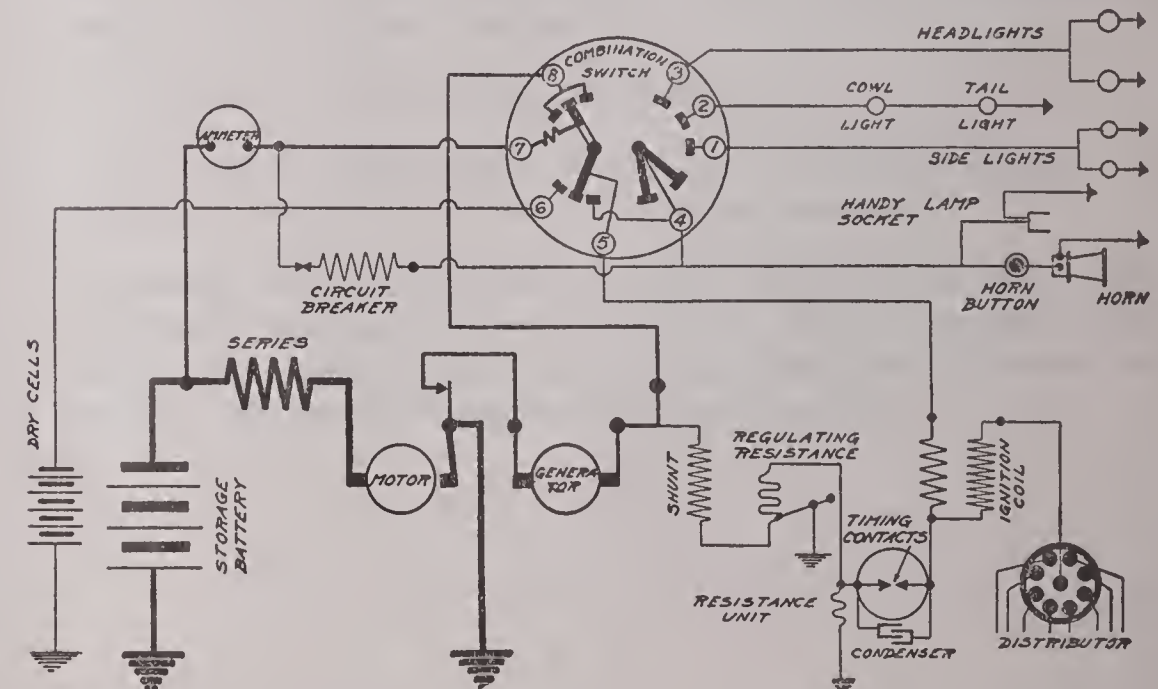 HEADLIGHTS
COMBINATION
SWITCH
8
3
2
COWL
LIGHT
TAIL
LIGHT
AMMETER
7
1
SIDE LIGHTS
6
5
4
HANDY LAMP
SOCKET
CIRCUIT
BREAKER
HORN
BUTTON
HORN
SERIES
DRY CELLS
STORAGE
BATTERY
MOTOR
GENERA
TOR
SHUNT
REGULATING
RESISTANCE
IGNITION
COIL
TIMING
CONTACTS
RESISTANCE
UNIT
CONDENSER
DISTRIBUTOR